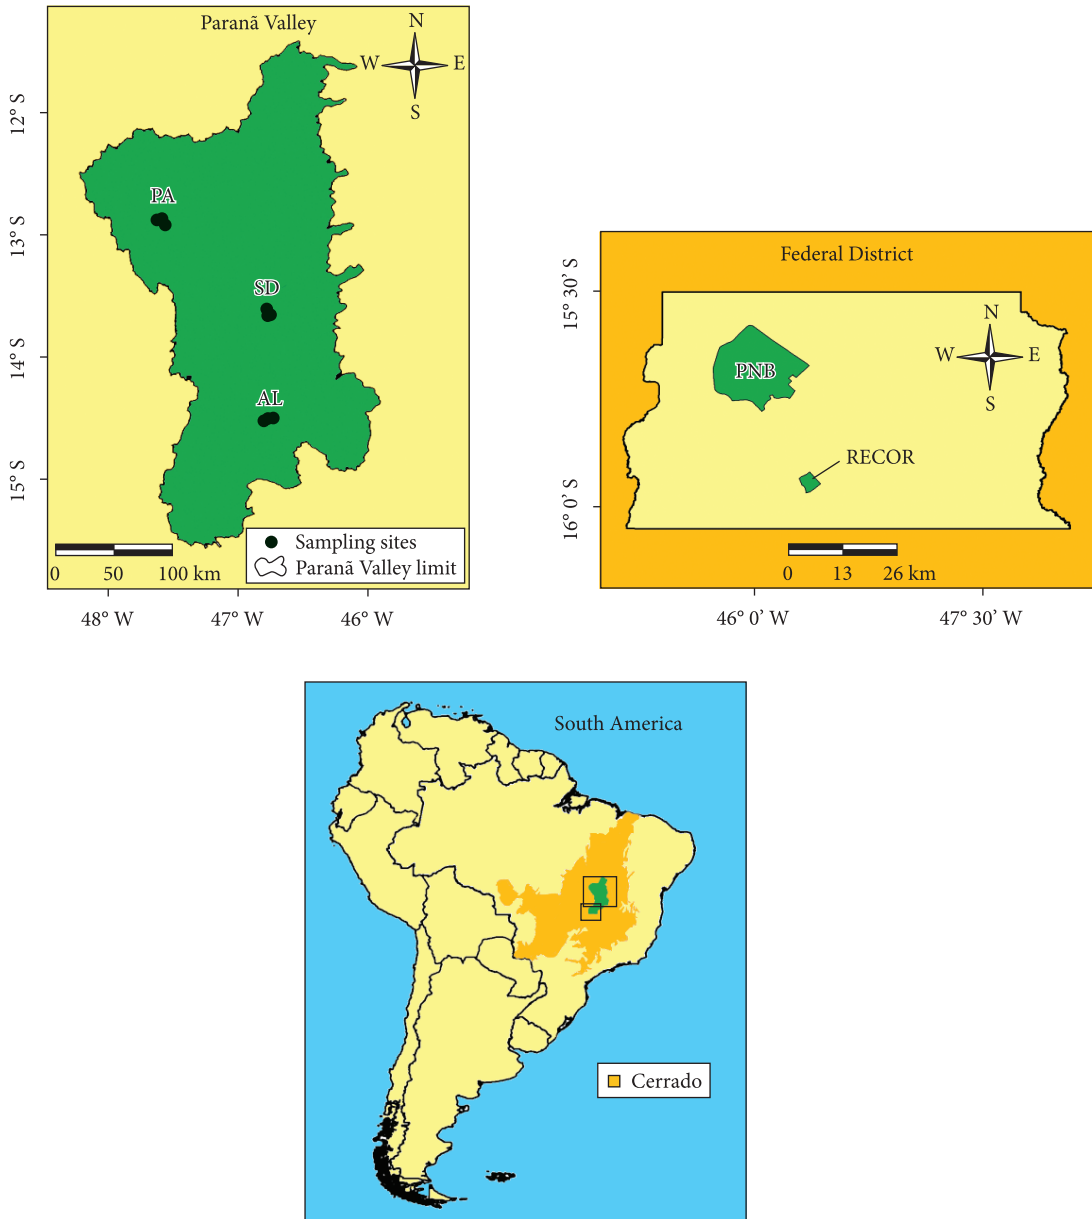 Paranã Valley
N
W
E
S
12° S
13° S
14° S
15° S
PA
SD
AL
Sampling sites
Paranã Valley limit
0 50 100 km
48° W 47° W 46° W
Federal District
15° 30' S
16° 0' S
N
W
E
S
PNB
RECOR
0 13 26 km
46° 0' W 47° 30' W
South America
Cerrado